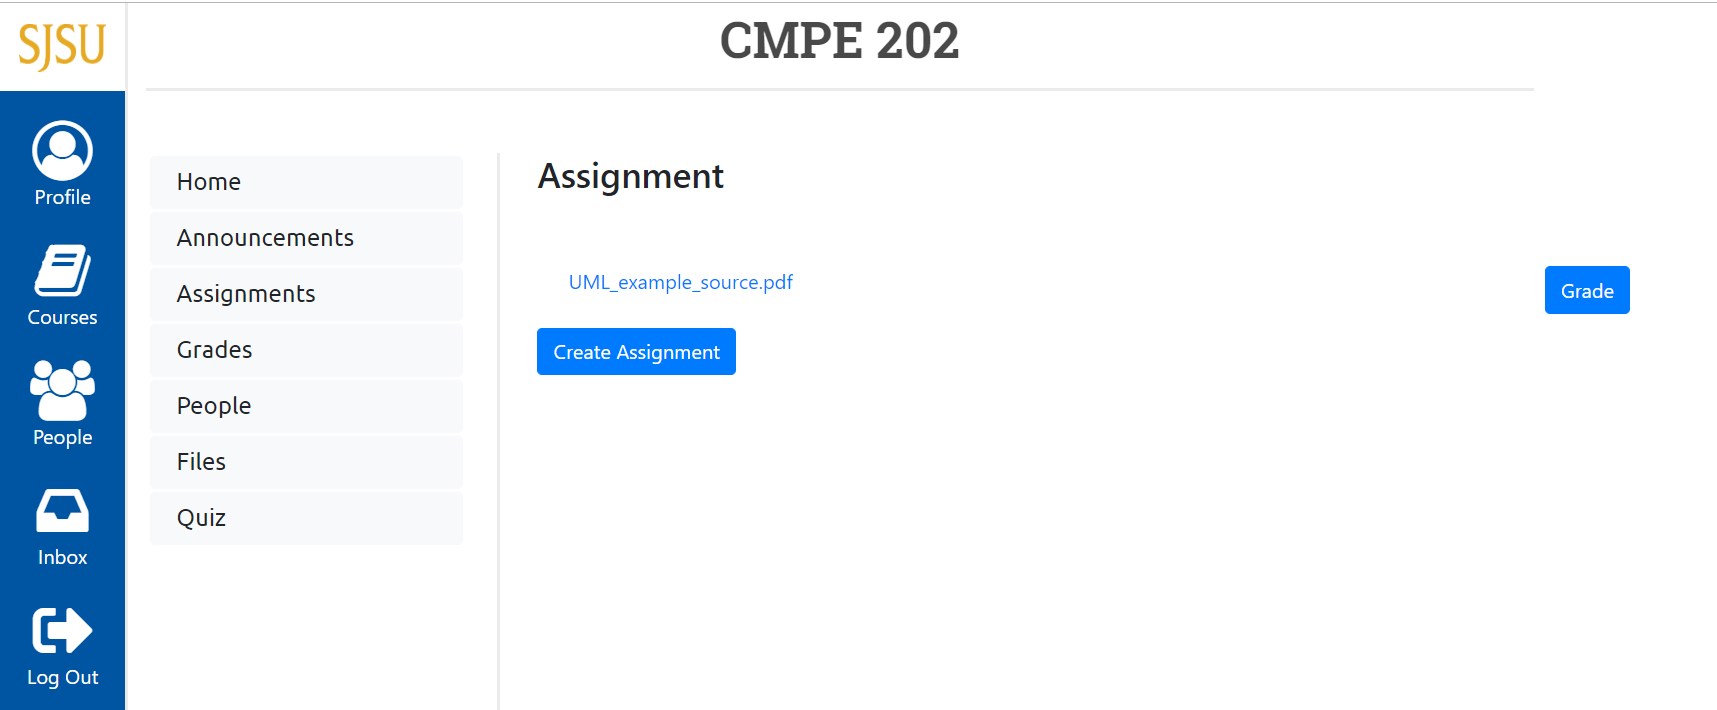 SJSU
CMPE 202
Profile
Courses
People
Inbox
Log Out
Home
Announcements
Assignments
Grades
People
Files
Quiz
Assignment
UML_example_source.pdf
Grade
Create Assignment